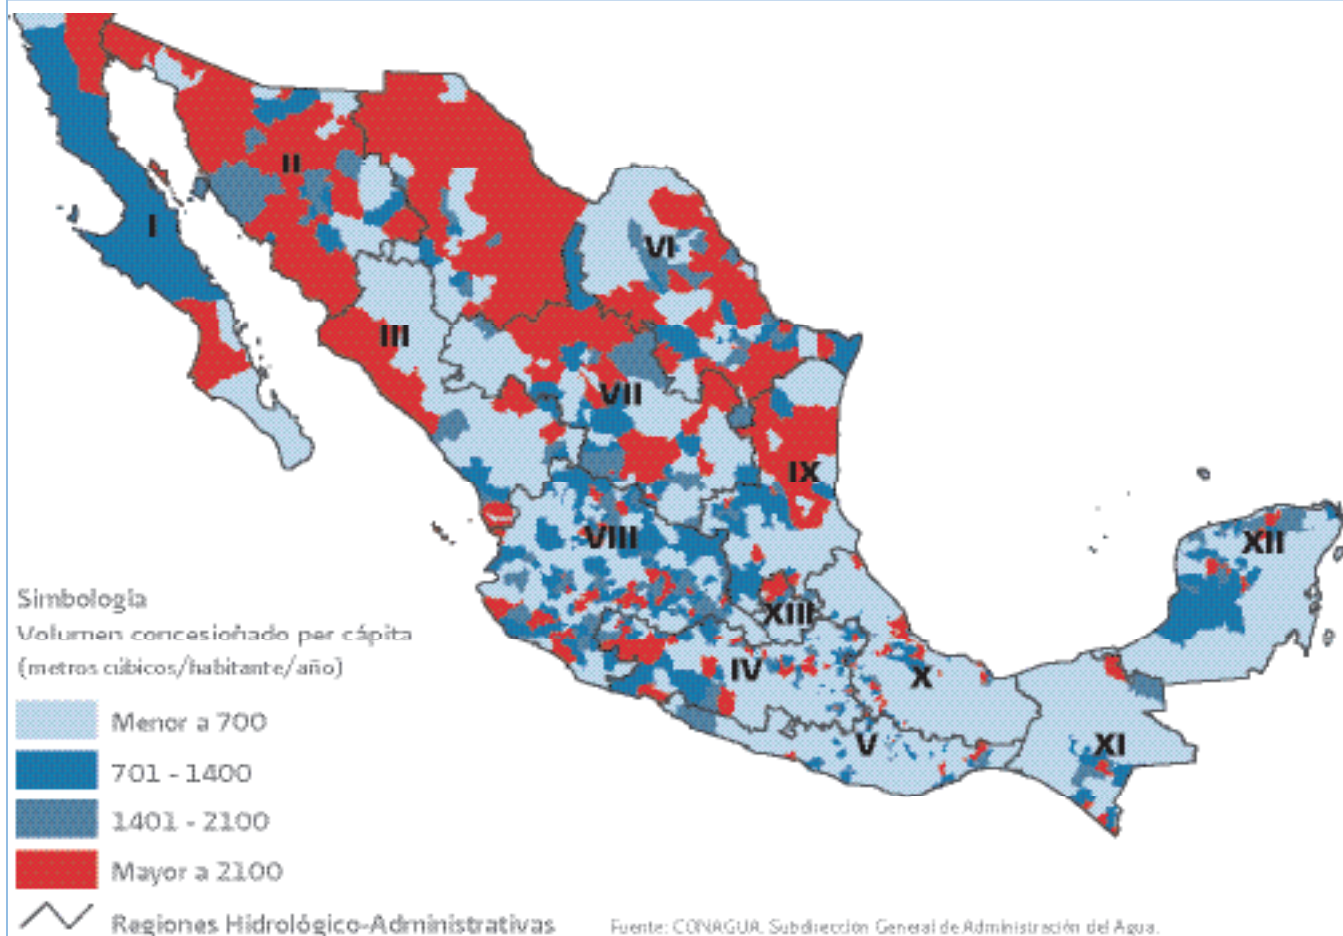 I
II
III
VI
VII
IX
VIII
XII
XIII
IV
X
V
XI
Simbología
Volumen concesionado per cápita
(metros cúbicos/habitante/año)
Menor a 700
701 - 1400
1401 - 2100
Mayor a 2100
Regiones Hidrológico-Administrativas
Fuente: CONAGUA. Subdirección General de Administración del Agua.